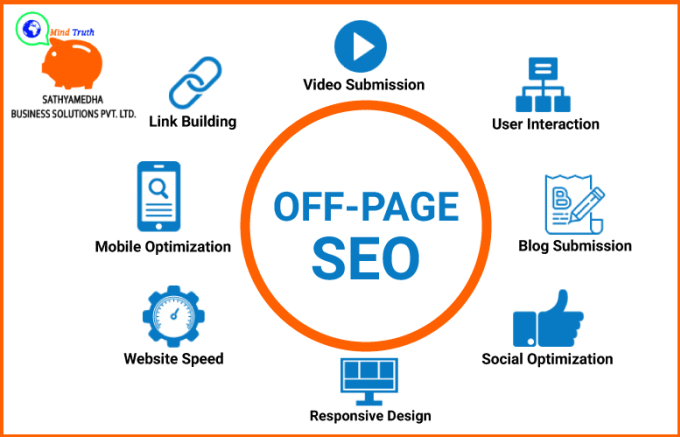 Mind Truth
SATHYAMEDHA
BUSINESS SOLUTIONS PVT. LTD.
Link Building
Video Submission
User Interaction
Mobile Optimization
OFF-PAGE
SEO
B
Blog Submission
Website Speed
Social Optimization
Responsive Design